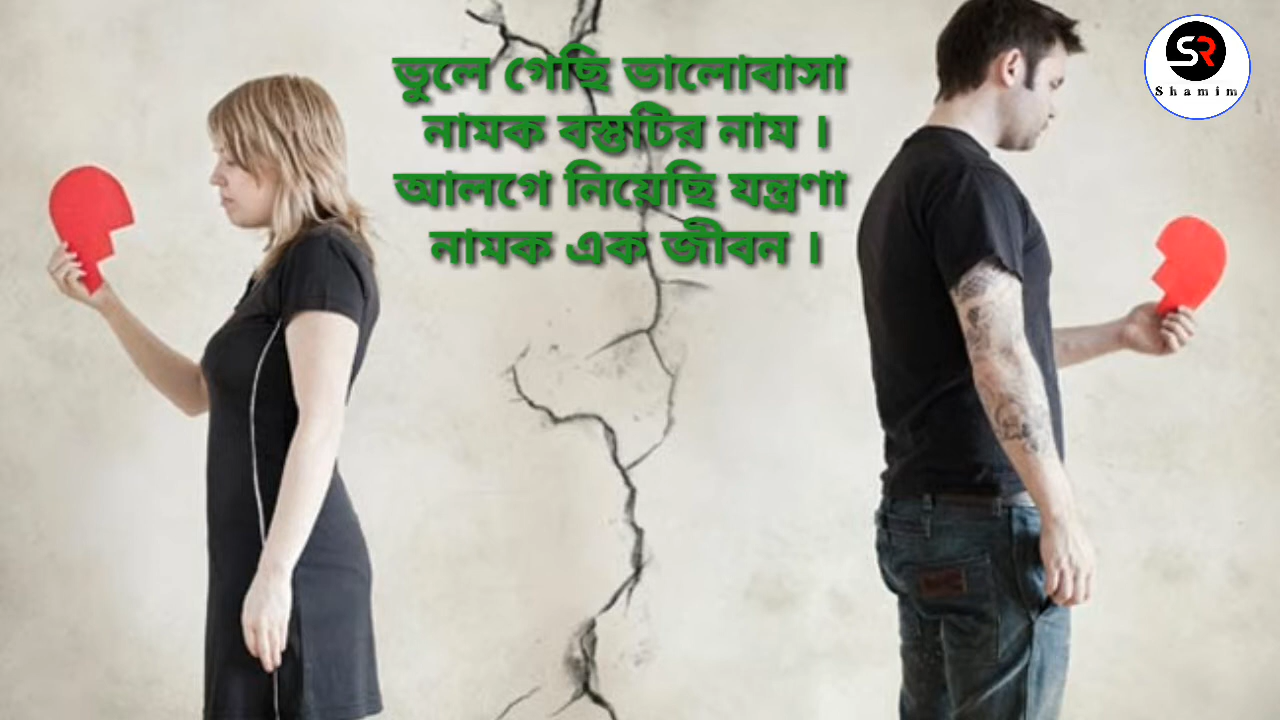 ভুলে গেছি ভালোবাসা
নামক বস্তুটির নাম ।
আলগে নিয়েছি যন্ত্রণা
নামক এক জীবন ।
SR
Shamim